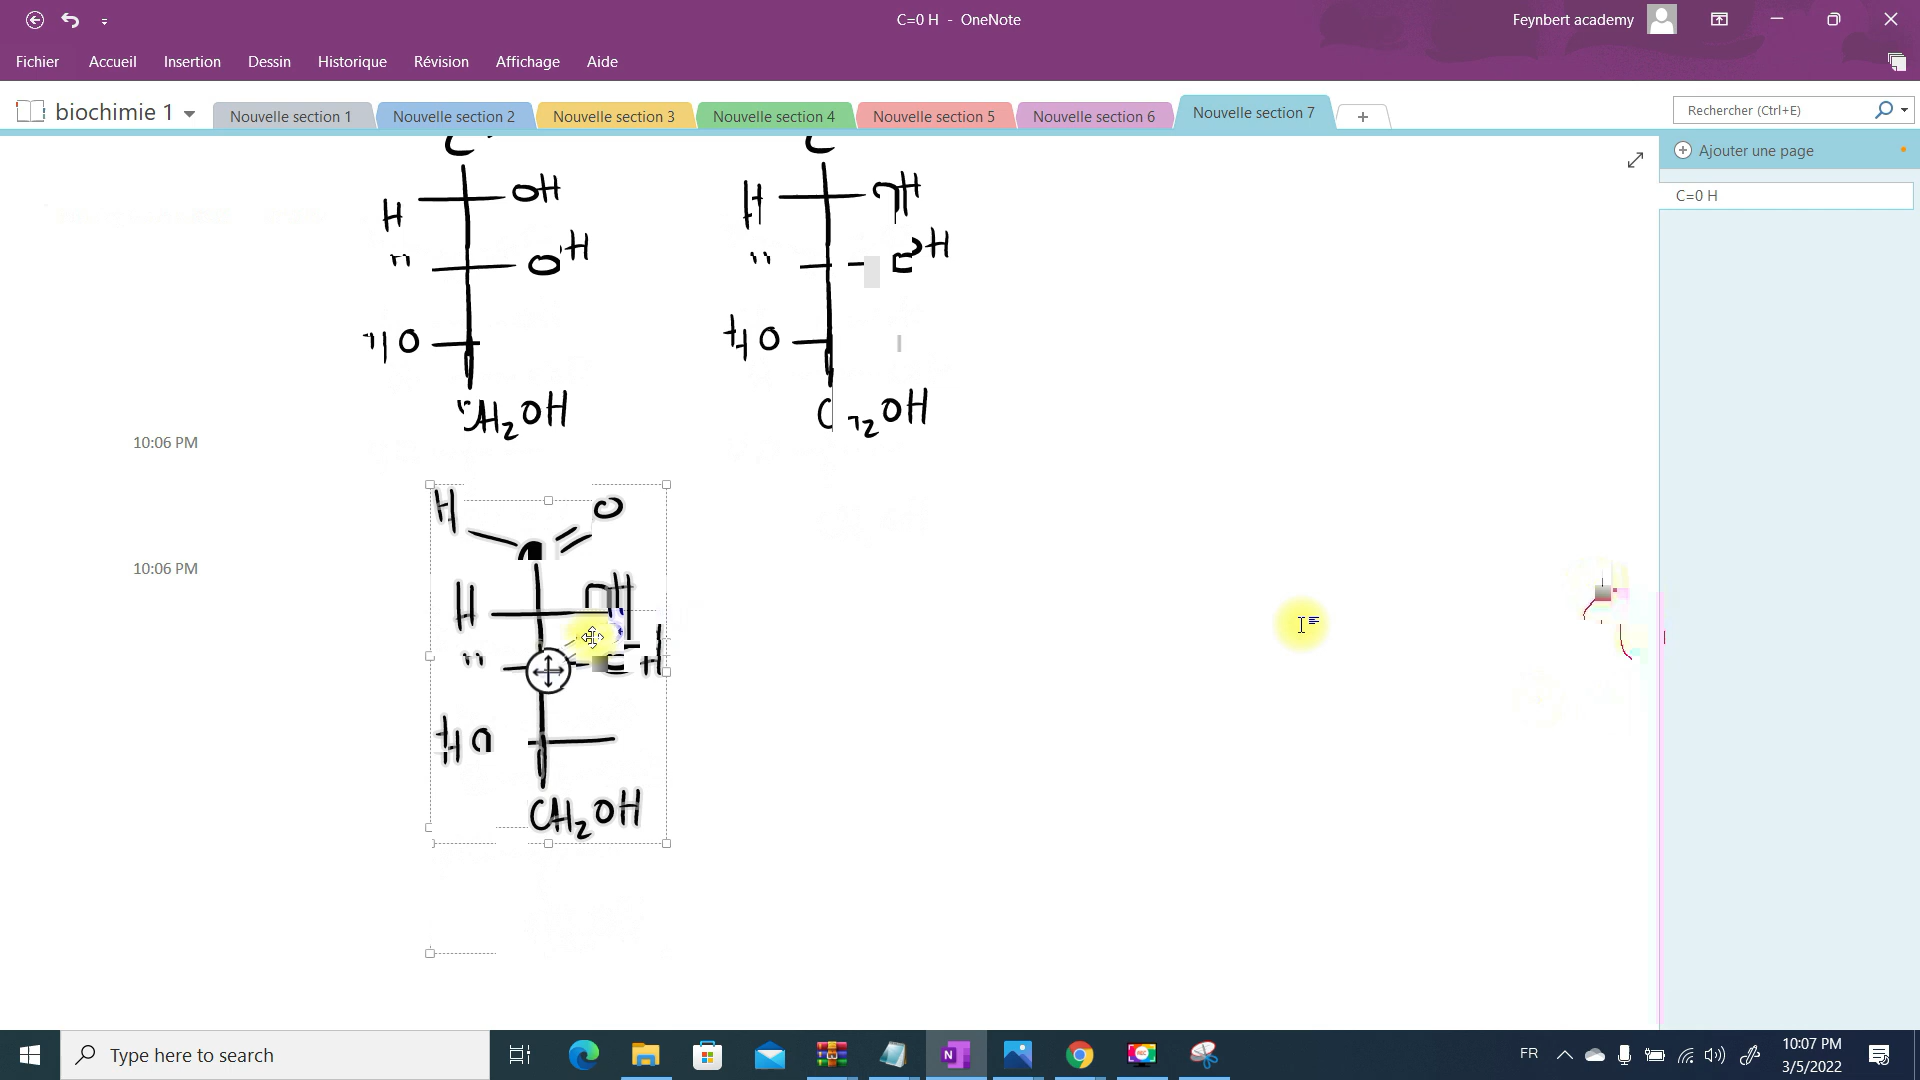 C=0 H - OneNote
Feynbert academy
Fichier Accueil Insertion Dessin Historique Révision Affichage Aide
biochimie 1
Nouvelle section 1
Nouvelle section 2
Nouvelle section 3
Nouvelle section 4
Nouvelle section 5
Nouvelle section 6
Nouvelle section 7
Rechercher (Ctrl+E)
Ajouter une page
C=0 H
C
H OH
OH
HO
CH2OH
C
H
H
HO
OH
10:06 PM
10:06 PM
H O
H
H
CH2OH
Type here to search
FR
10:07 PM
3/5/2022